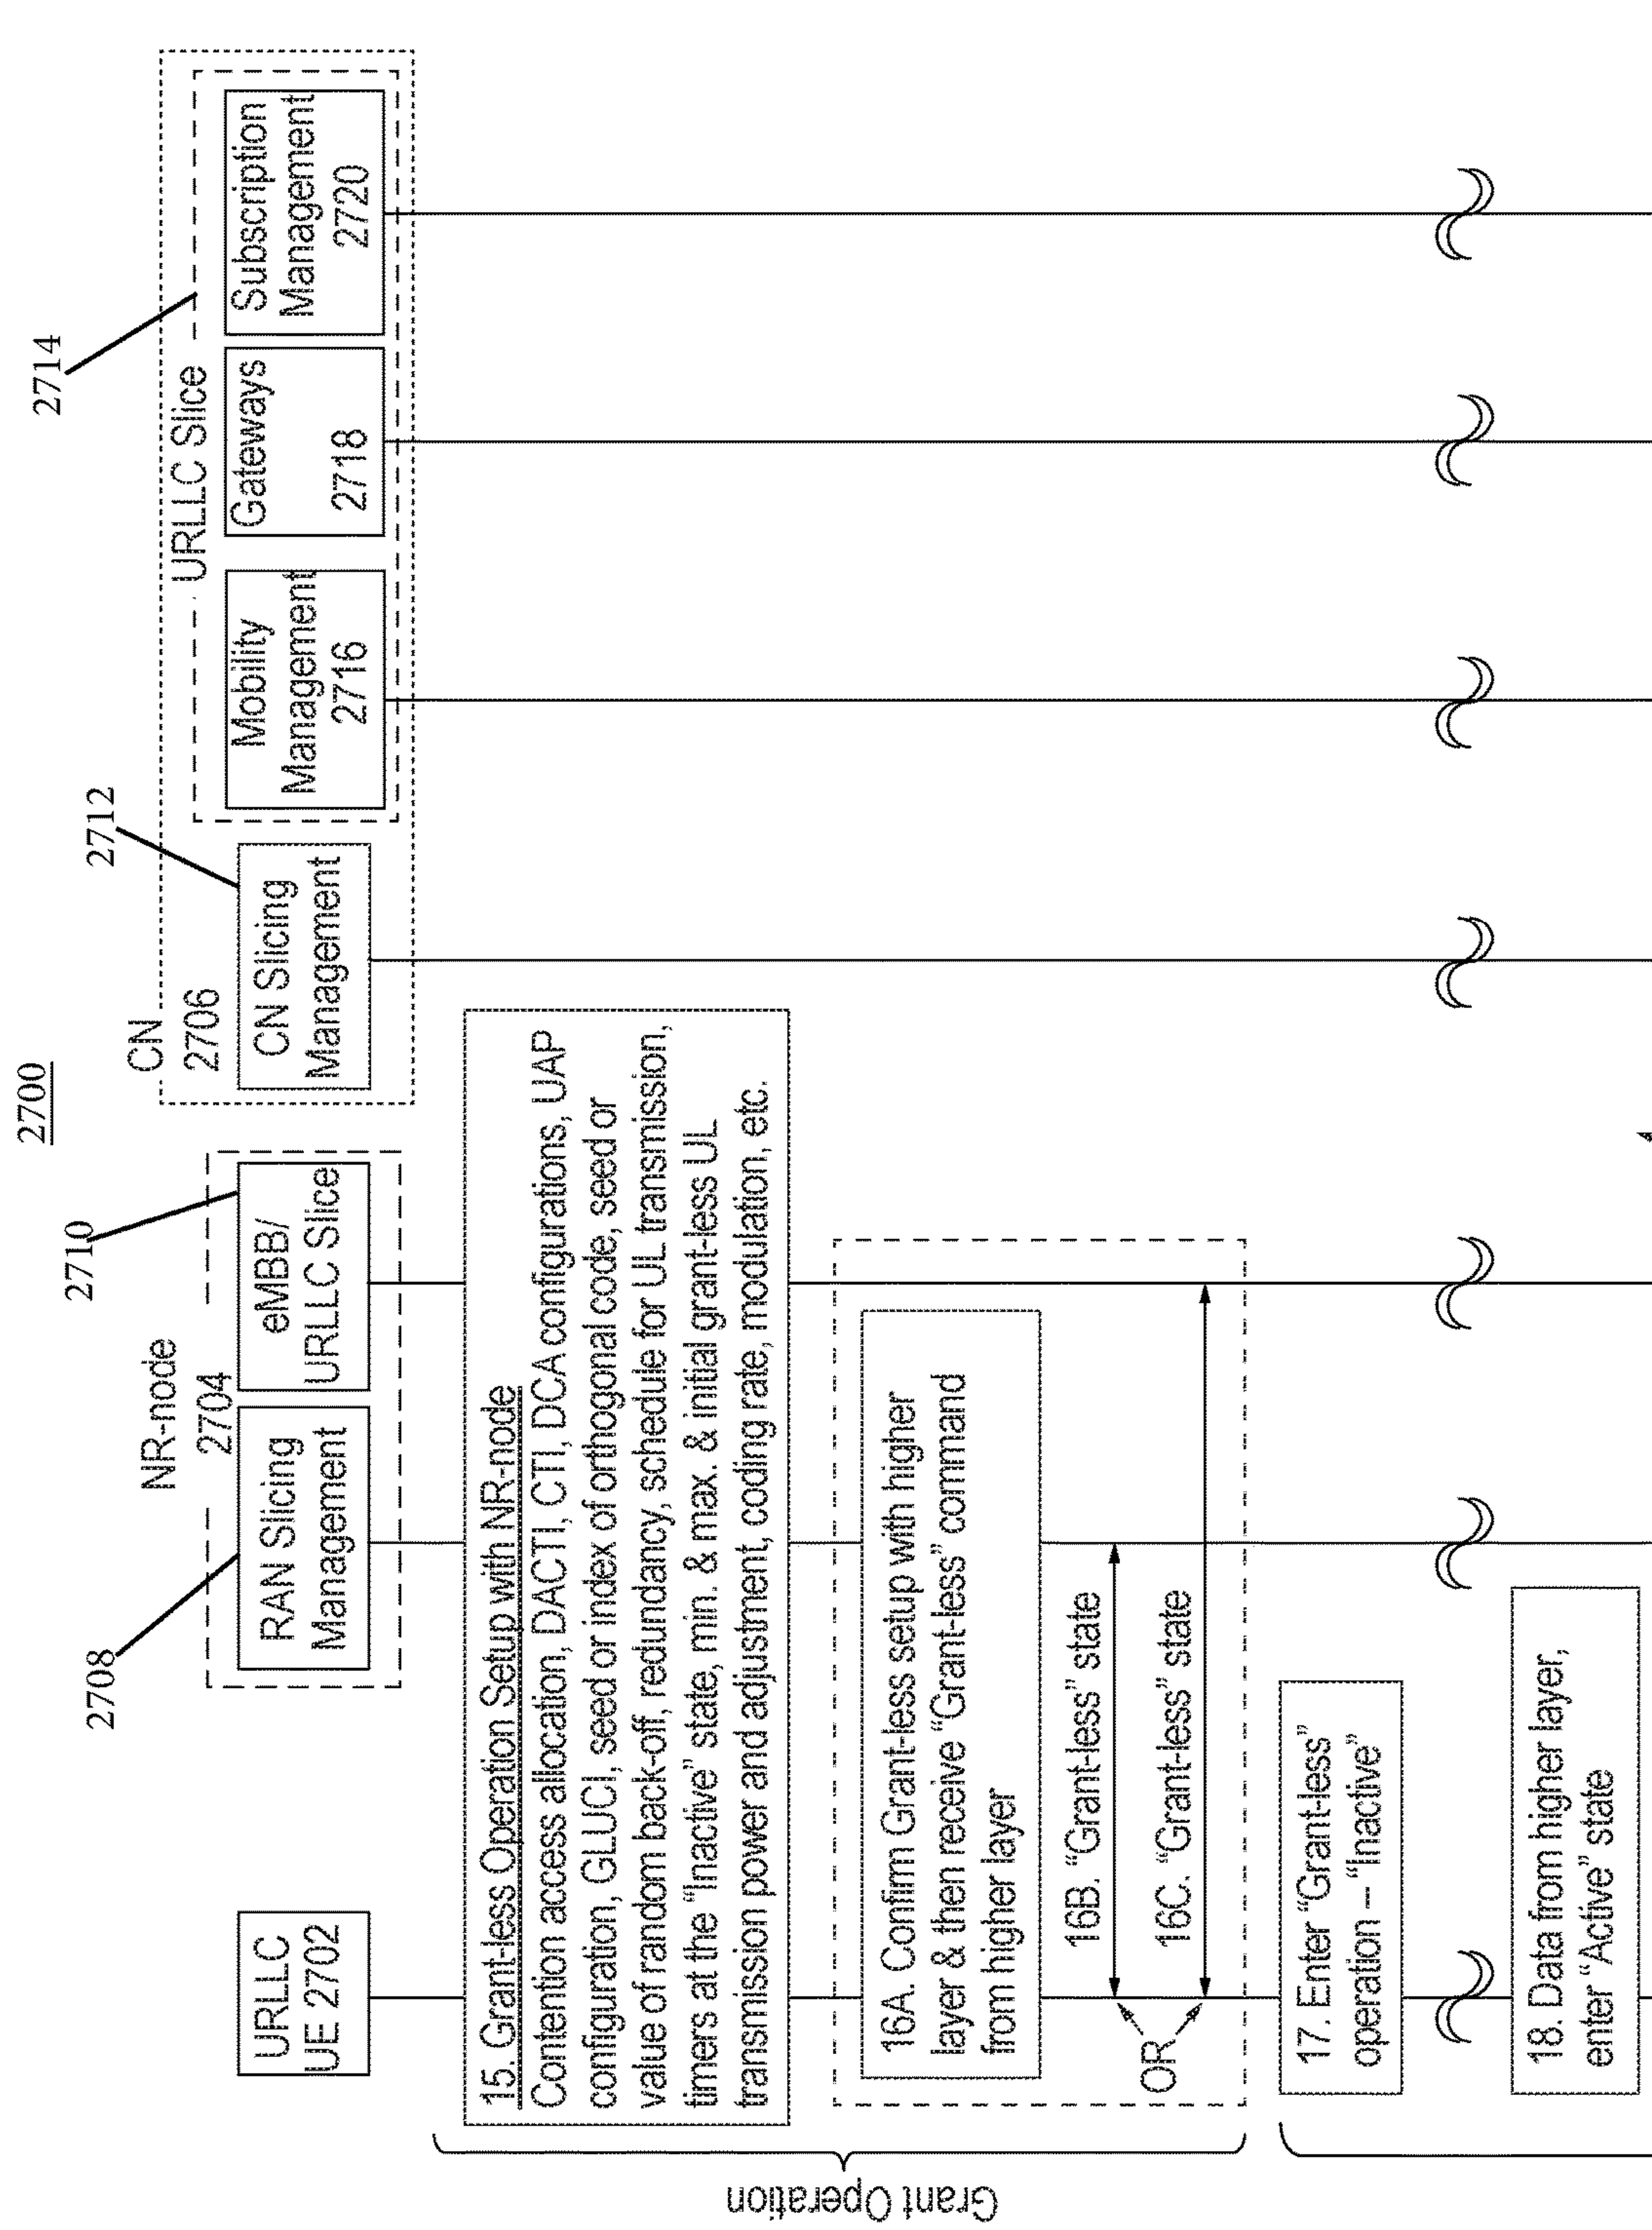 2700
2714
2712
2710
2708
CN
2706
NR-node
2704
URLLC Slice
URLLC
UE 2702
RAN Slicing
Management
eMBB/
URLLC Slice
CN Slicing
Management
Mobility
Management
2716
Gateways
2718
Subscription
Management
2720
Grant Operation
15. Grant-less Operation Setup with NR-node
Contention access allocation, DACTI, CTI, DCA configurations, UAP
configuration, GLUCI, seed or index of orthogonal code, seed or
value of random back-off, redundancy, schedule for UL transmission,
timers at the “Inactive” state, min. & max. & initial grant-less UL
transmission power and adjustment, coding rate, modulation, etc.
16A. Confirm Grant-less setup with higher
layer & then receive “Grant-less” command
from higher layer
16B. “Grant-less” state
16C. “Grant-less” state
OR
17. Enter “Grant-less”
operation – “Inactive”
18. Data from higher layer,
enter “Active” state